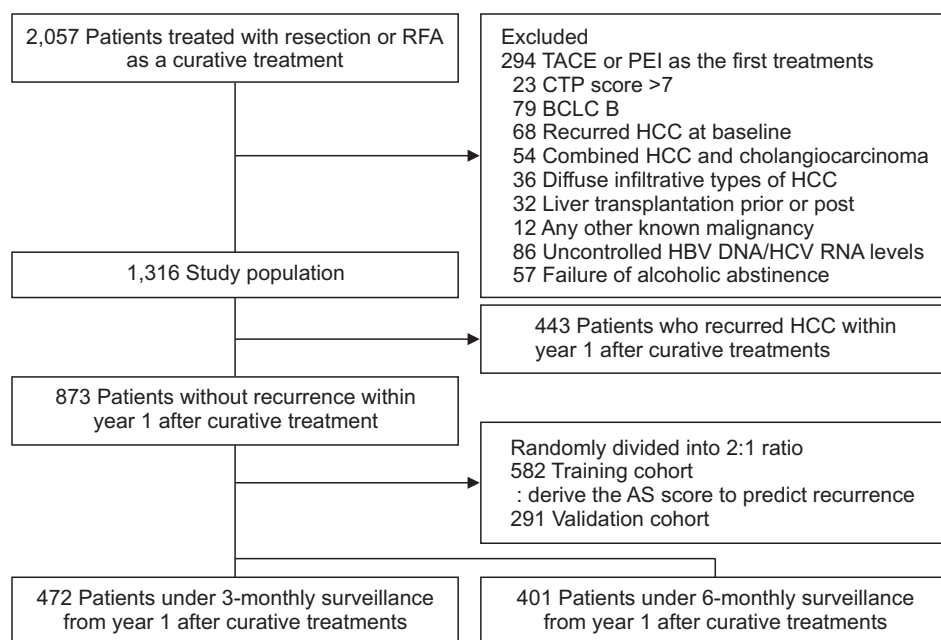 2,057 Patients treated with resection or RFA
as a curative treatment
Excluded
294 TACE or PEI as the first treatments
23 CTP score >7
79 BCLC B
68 Recurred HCC at baseline
54 Combined HCC and cholangiocarcinoma
36 Diffuse infiltrative types of HCC
32 Liver transplantation prior or post
12 Any other known malignancy
86 Uncontrolled HBV DNA/HCV RNA levels
57 Failure of alcoholic abstinence
1,316 Study population
443 Patients who recurred HCC within
year 1 after curative treatments
873 Patients without recurrence within
year 1 after curative treatment
Randomly divided into 2:1 ratio
582 Training cohort
: derive the AS score to predict recurrence
291 Validation cohort
472 Patients under 3-monthly surveillance
from year 1 after curative treatments
401 Patients under 6-monthly surveillance
from year 1 after curative treatments